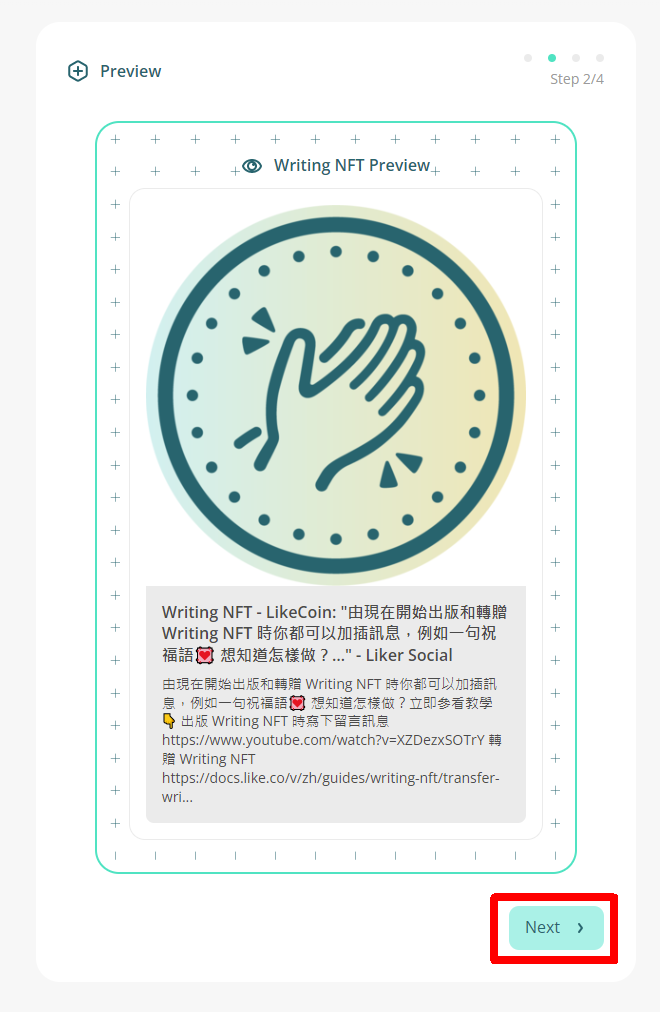 Preview
Step 2/4
Writing NFT Preview
Writing NFT - LikeCoin: "由現在開始出版和轉贈
Writing NFT 時你都可以加插訊息，例如一句祝
福語💟 想知道怎樣做？..." - Liker Social
由現在開始出版和轉贈 Writing NFT 時你都可以加插訊
息，例如一句祝福語💟 想知道怎樣做？立即參看教學
👇 出版 Writing NFT 時寫下留言訊息
https://www.youtube.com/watch?v=XZDezxSOTrY 轉
贈 Writing NFT
https://docs.like.co/v/zh/guides/writing-nft/transfer-
wri...
Next